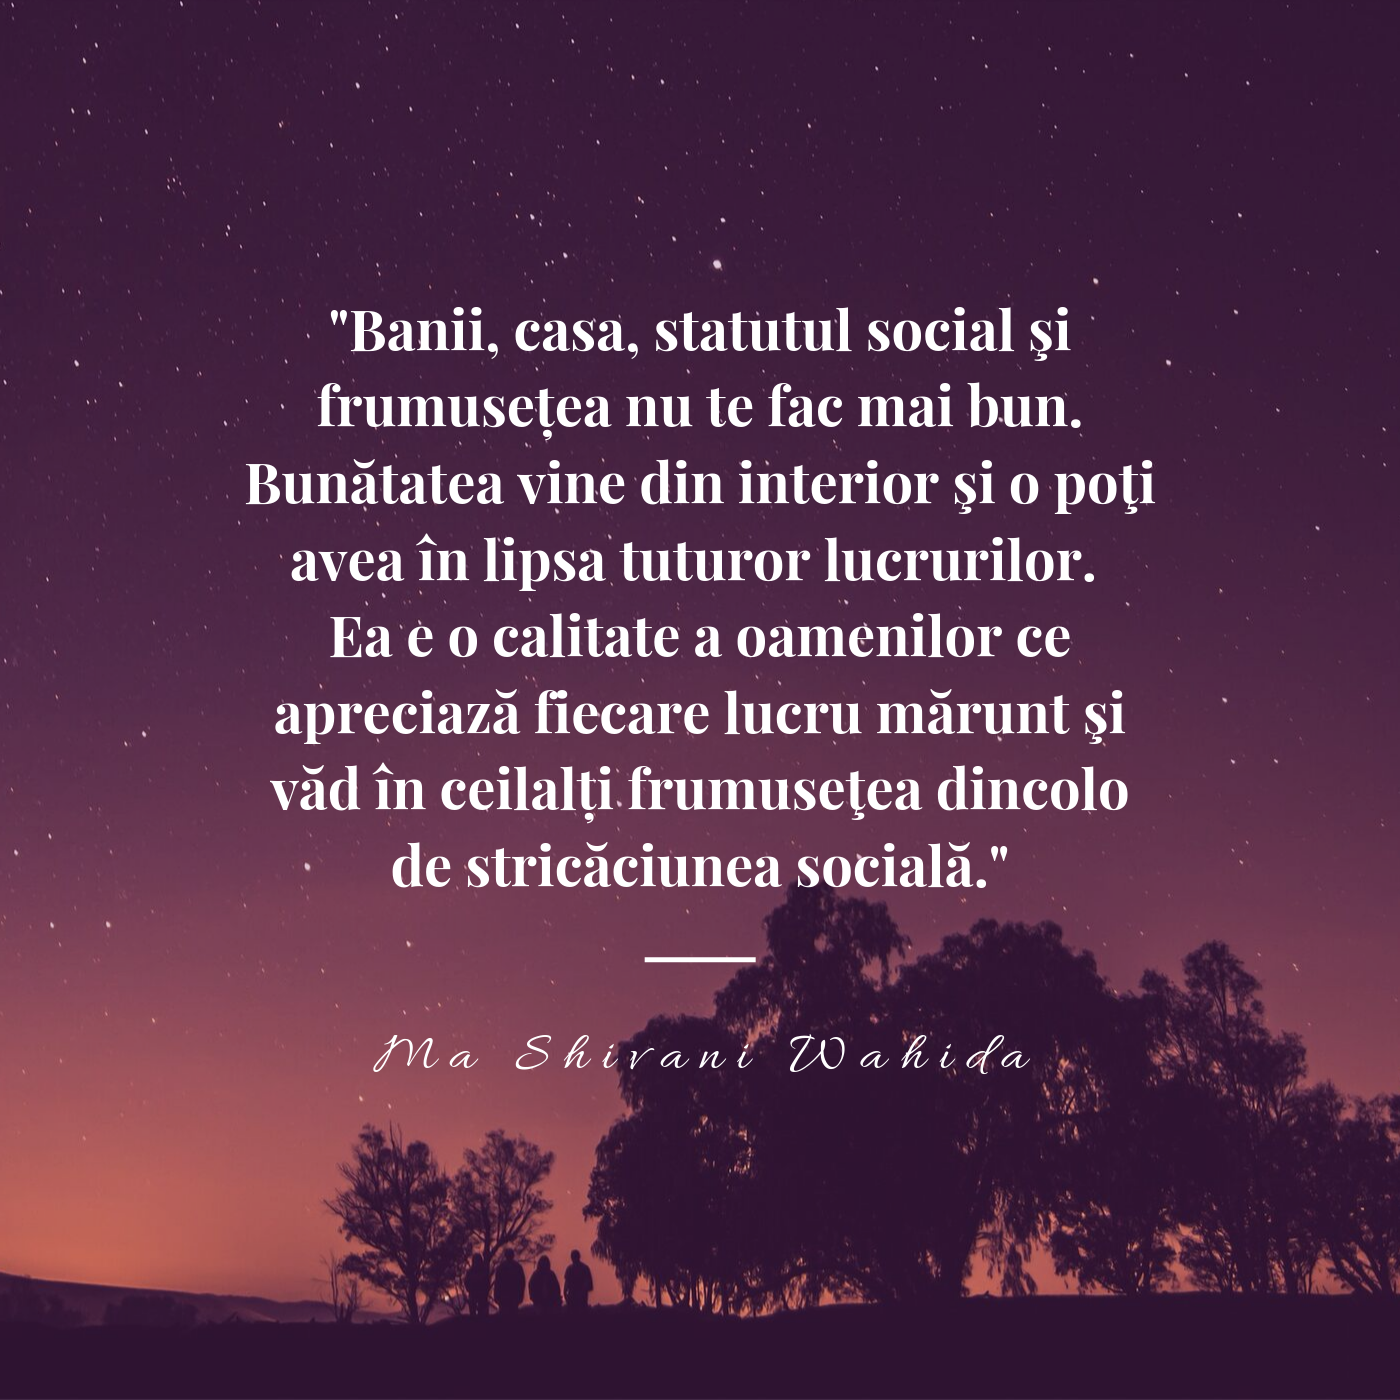 "Banii, casa, statutul social şi
frumusețea nu te fac mai bun.
Bunătatea vine din interior şi o poţi
avea în lipsa tuturor lucrurilor.
Ea e o calitate a oamenilor ce
apreciază fiecare lucru mărunt şi
văd în ceilalți frumuseţea dincolo
de stricăciunea socială."
Ma Shivani Wahida